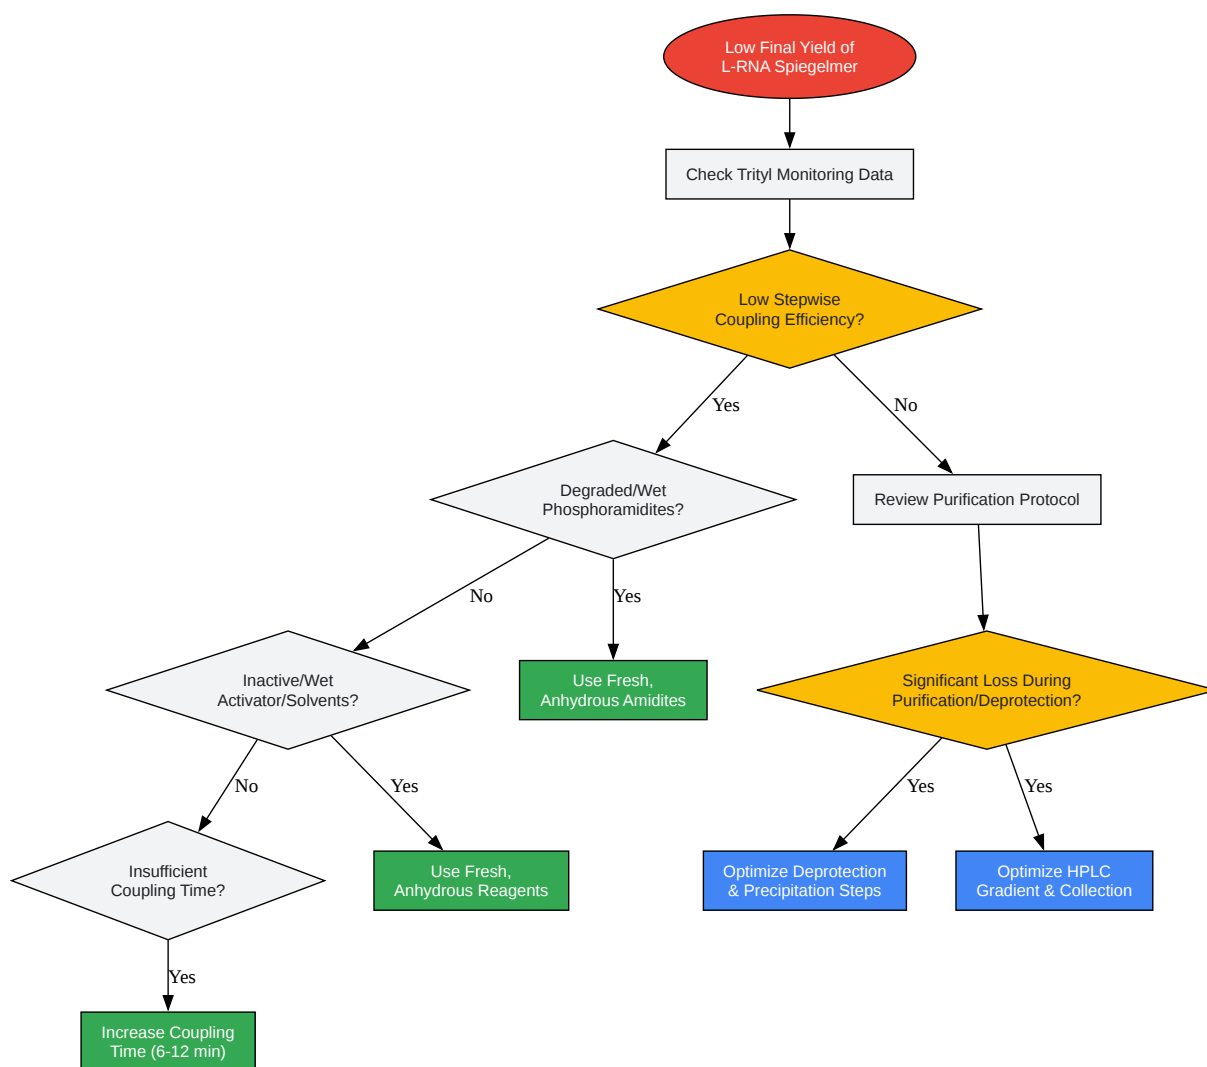 Low Final Yield of
L-RNA Spiegelmer
Check Trityl Monitoring Data
Low Stepwise
Coupling Efficiency?
Yes
No
Degraded/Wet
Phosphoramidites?
Review Purification Protocol
No
Yes
Inactive/Wet
Activator/Solvents?
Use Fresh,
Anhydrous Amidites
Significant Loss During
Purification/Deprotection?
No
Yes
Yes
Yes
Insufficient
Coupling Time?
Use Fresh,
Anhydrous Reagents
Optimize Deprotection
& Precipitation Steps
Optimize HPLC
Gradient & Collection
Yes
Increase Coupling
Time (6-12 min)